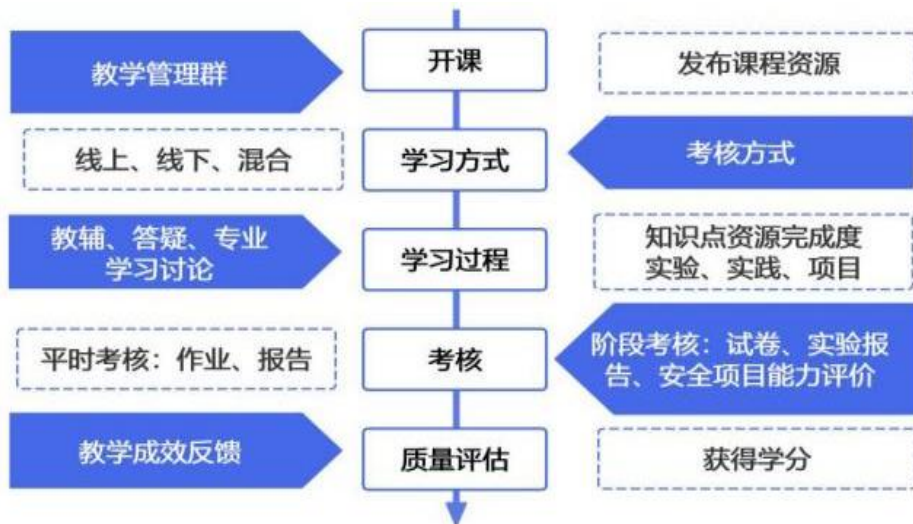 教学管理群
开课
发布课程资源
线上、线下、混合
学习方式
考核方式
教辅、答疑、专业
学习讨论
学习过程
知识点资源完成度
实验、实践、项目
平时考核：作业、报告
考核
阶段考核：试卷、实验报
告、安全项目能力评价
教学成效反馈
质量评估
获得学分